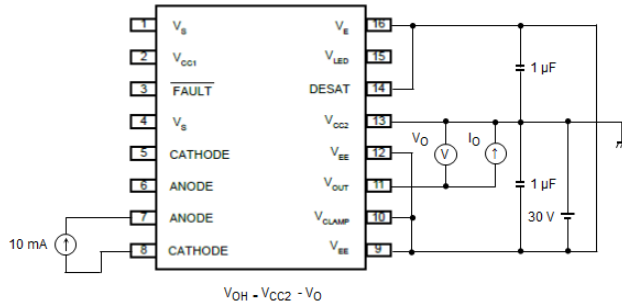 1 V_S V_E 16
2 V_CC1 V_LED 15
3 FAULT DESAT 14
4 V_S V_CC2 13
5 CATHODE V_EE 12
6 ANODE V_OUT 11
7 ANODE V_CLAMP 10
8 CATHODE V_EE 9
10 mA
V_O
V
I_O
1 µF
1 µF
30 V
V_OH - V_CC2 - V_O